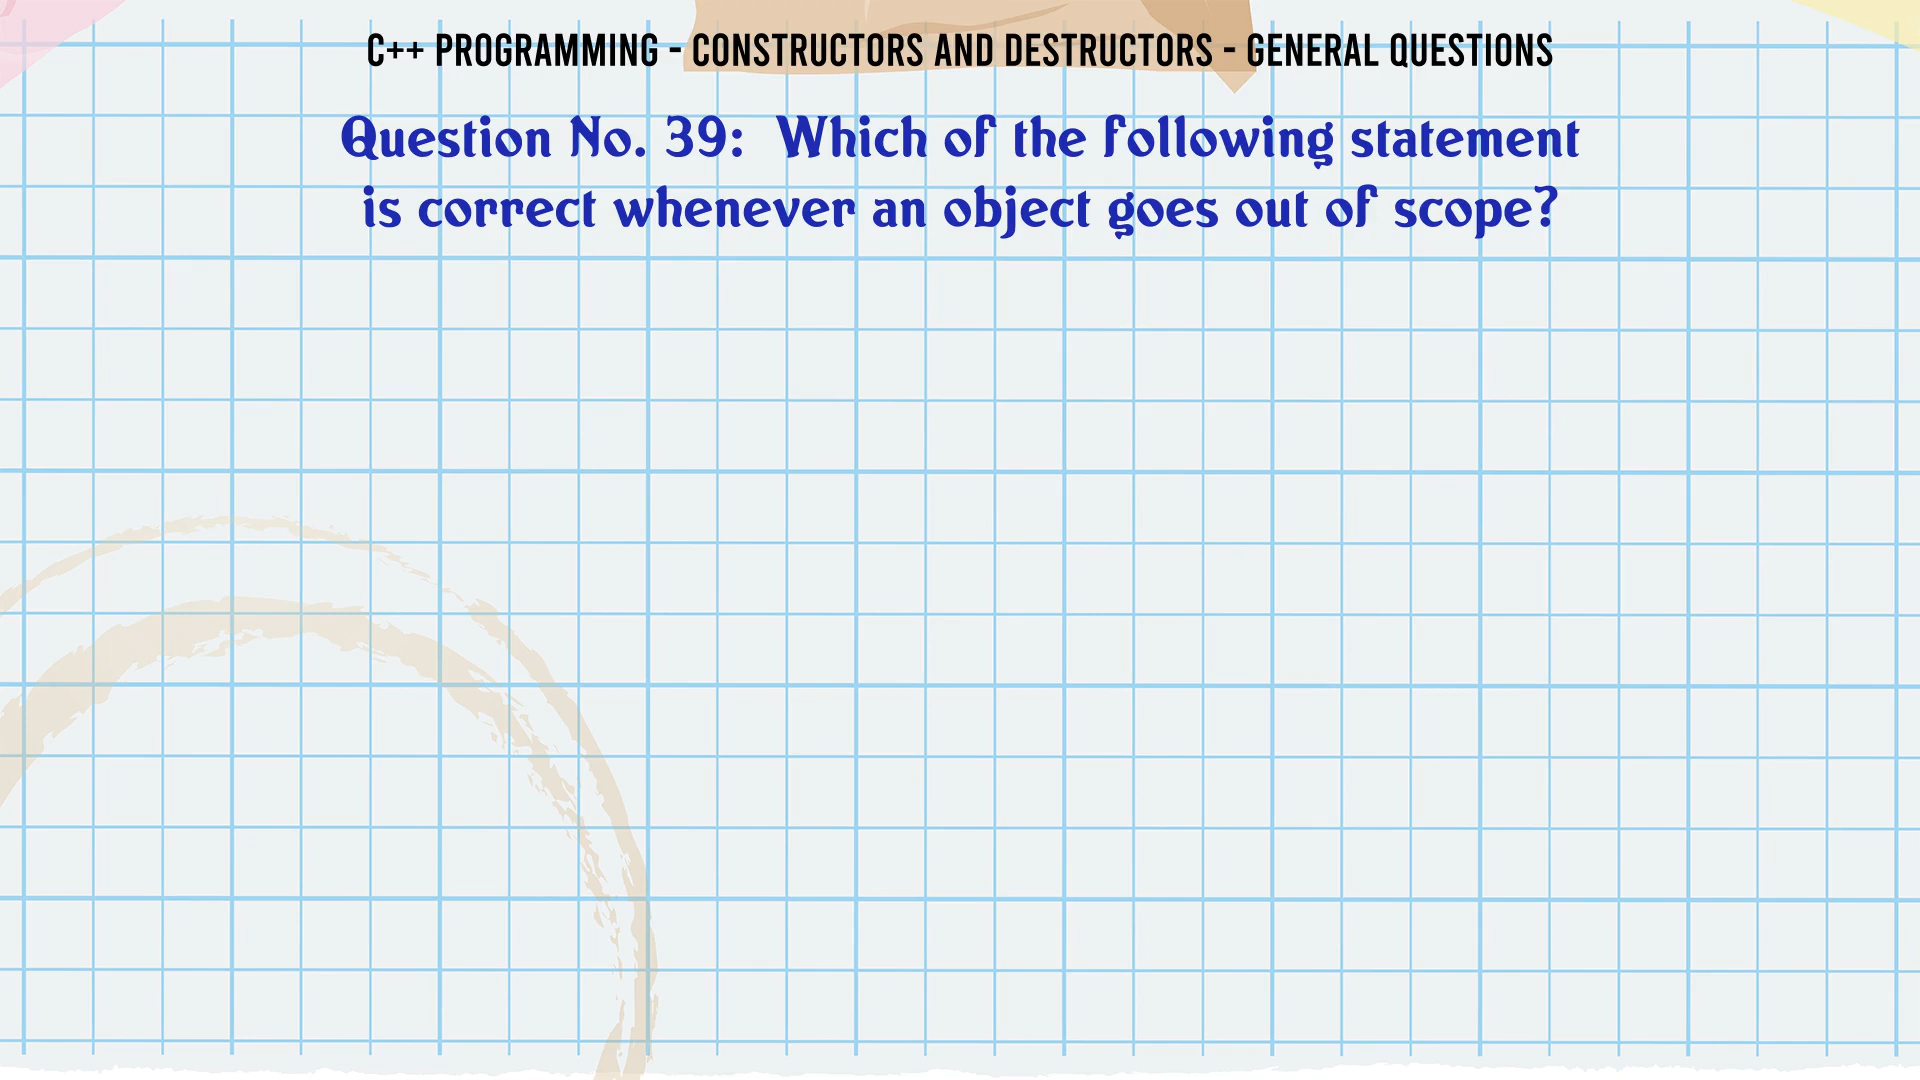 C++ PROGRAMMING - CONSTRUCTORS AND DESTRUCTORS - GENERAL QUESTIONS
Question No. 39: Which of the following statement
is correct whenever an object goes out of scope?